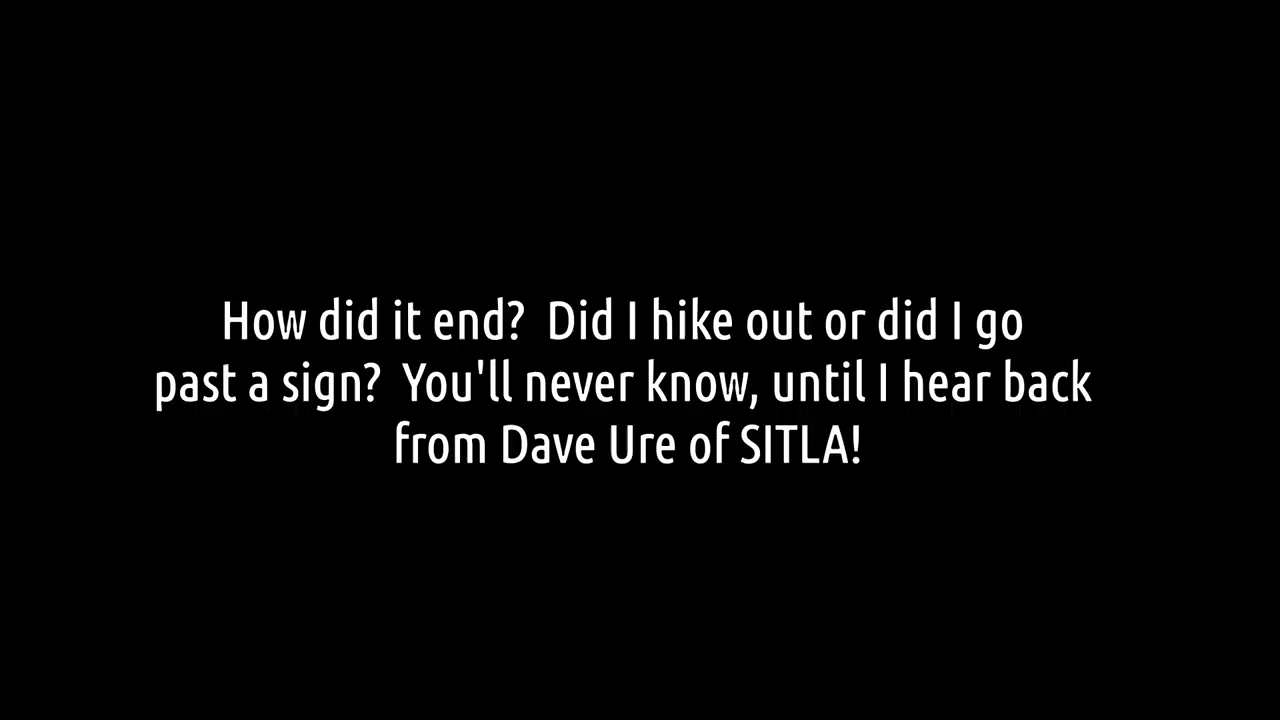 How did it end?  Did I hike out or did I go
past a sign?  You'll never know, until I hear back
from Dave Ure of SITLA!